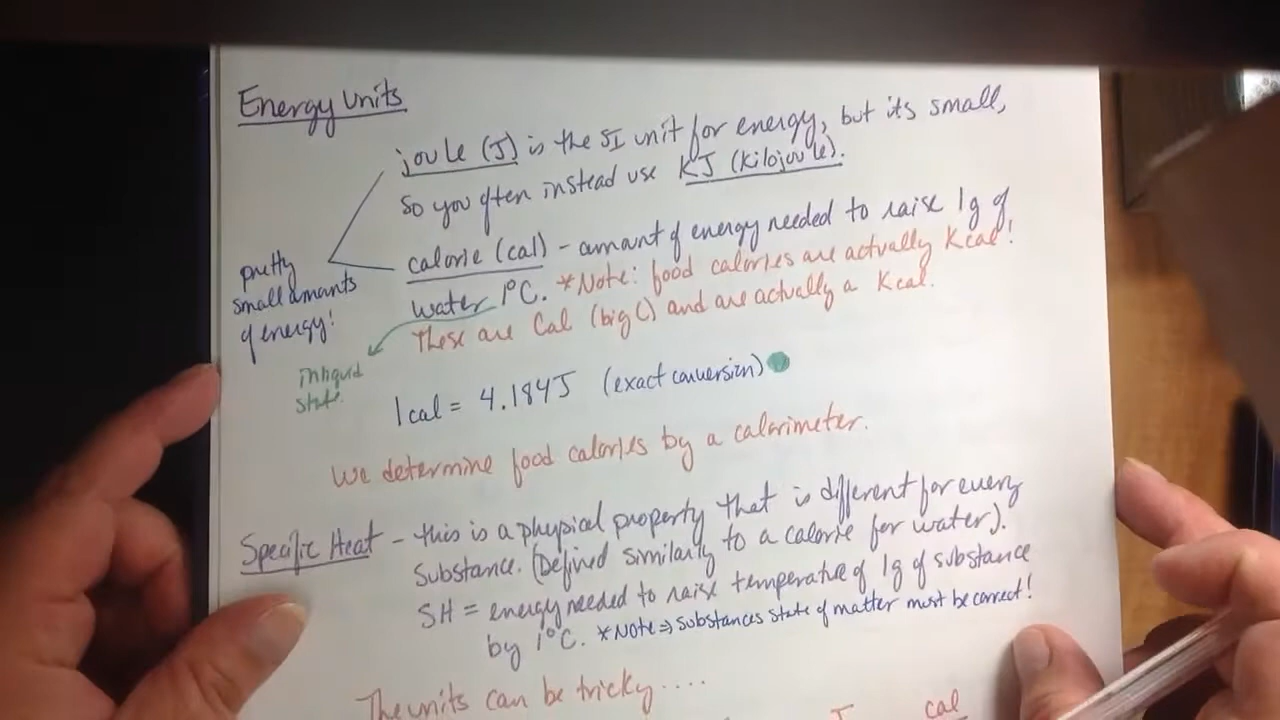 Energy Units
joule (J) is the SI unit for energy, but its small,
so you often instead use KJ (kilojoule).
calorie (cal) - amount of energy needed to raise 1g of
water 1°C. *Note: food calories are actually Kcal!
These are Cal (big C) and are actually a Kcal.
pretty
small amounts
of energy!
in liquid
state.
1cal = 4.184J (exact conversion)
We determine food calories by a calorimeter.
Specific Heat - this is a physical property that is different for every
substance. (Defined similarly to a calorie for water).
SH = energy needed to raise temperature of 1g of substance
by 1°C. *Note ⇒ substances state of matter must be correct!
The units can be tricky....
J cal